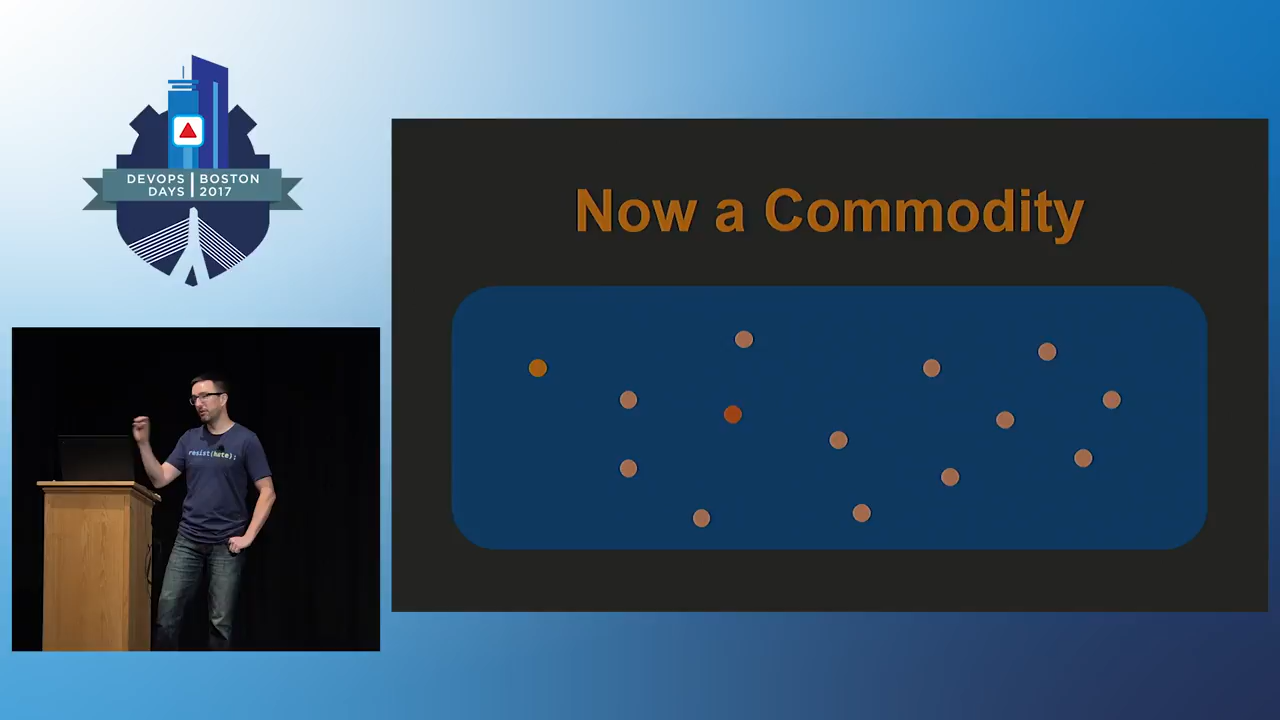 DEVOPS
DAYS
BOSTON
2017
Now a Commodity
resist(hate);